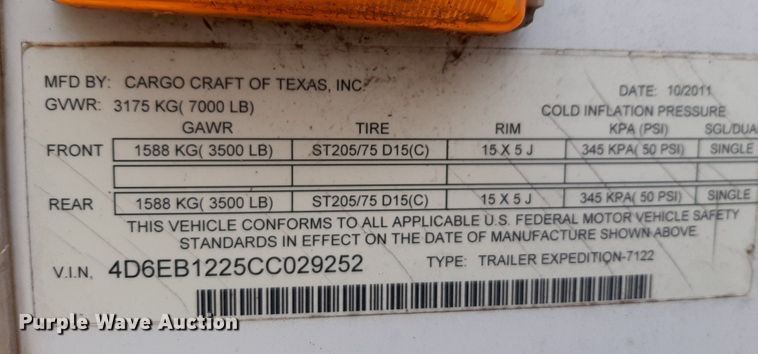 MFD BY: CARGO CRAFT OF TEXAS, INC. DATE: 10/2011
GVWR: 3175 KG( 7000 LB) COLD INFLATION PRESSURE
GAWR TIRE RIM KPA (PSI) SGL/DUA
FRONT 1588 KG( 3500 LB) ST205/75 D15(C) 15 X 5 J 345 KPA( 50 PSI) SINGLE
REAR 1588 KG( 3500 LB) ST205/75 D15(C) 15 X 5 J 345 KPA( 50 PSI) SINGLE
THIS VEHICLE CONFORMS TO ALL APPLICABLE U.S. FEDERAL MOTOR VEHICLE SAFETY
STANDARDS IN EFFECT ON THE DATE OF MANUFACTURE SHOWN ABOVE.
V.I.N. 4D6EB1225CC029252 TYPE: TRAILER EXPEDITION-7122
Purple Wave Auction